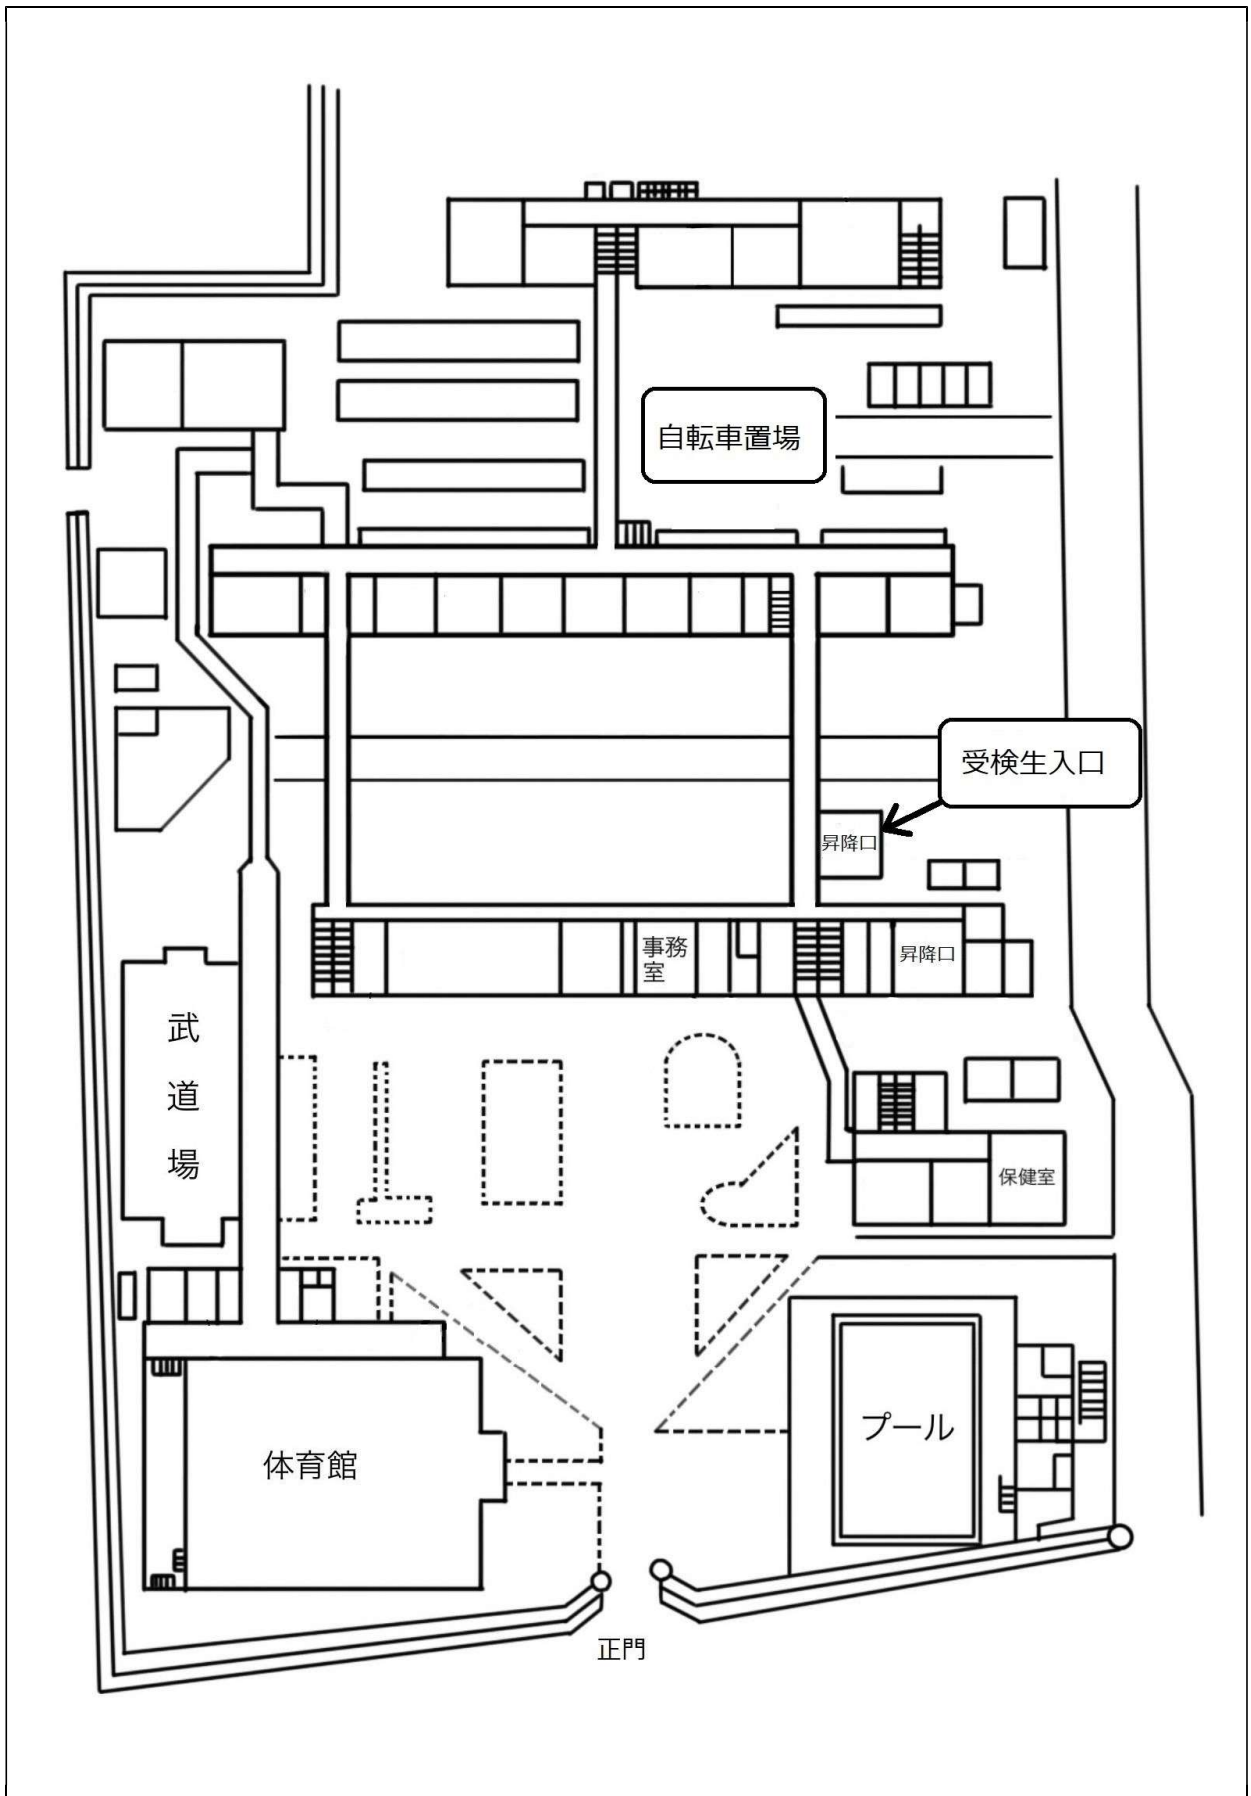 自転車置場
受検生入口
昇降口
事務
室
昇降口
武
道
場
保健室
体育館
プール
正門